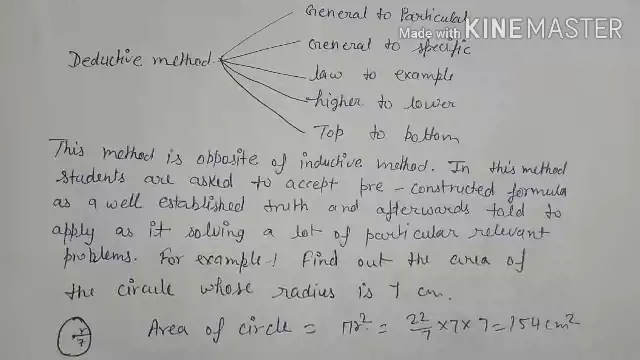 General to Particular
Made with KINEMASTER
General to specific
Deductive method
law to example
higher to lower
Top to bottom
This method is opposite of inductive method. In this method
students are asked to accept pre-constructed formula
as a well established truth and afterwards told to
apply as it solving a lot of particular relevant
problems. For example! Find out the area of
the circule whose radius is 7 cm.
r
7
Area of circle = πr² = 22/7 × 7 × 7 = 154 cm²